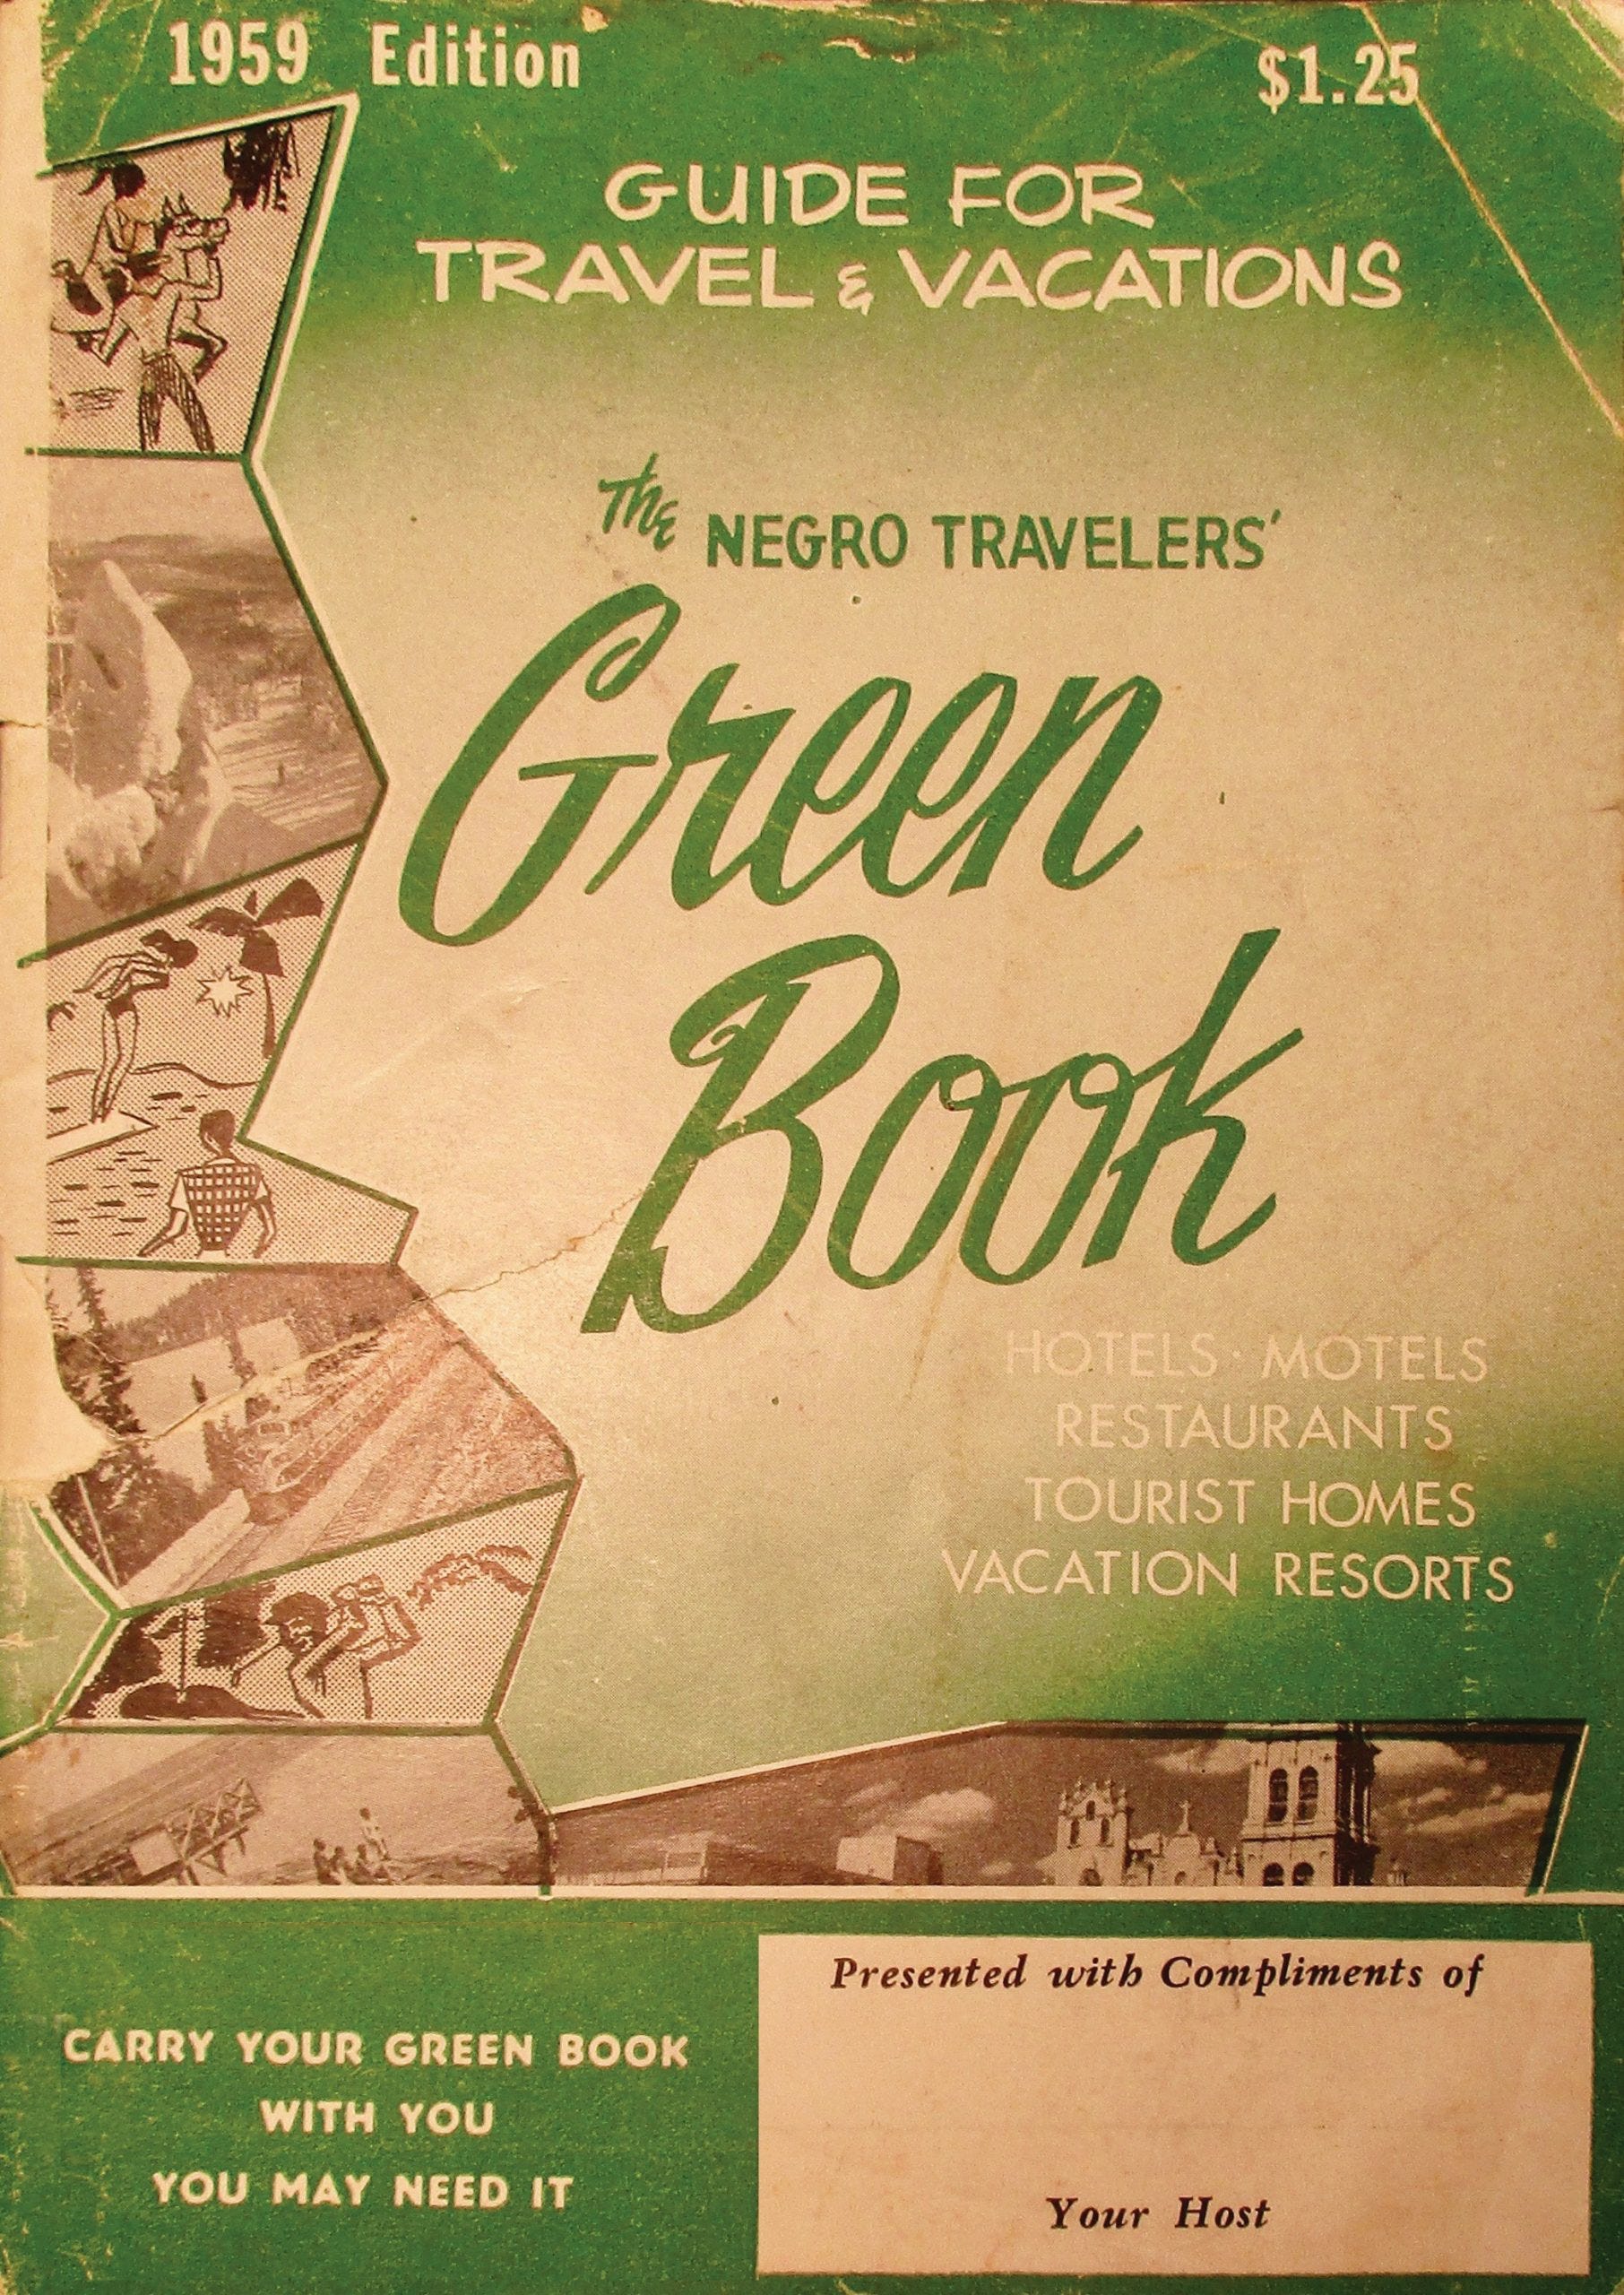 1959 Edition
$1.25
GUIDE FOR
TRAVEL & VACATIONS
The NEGRO TRAVELERS'
Green
Book
HOTELS · MOTELS
RESTAURANTS
TOURIST HOMES
VACATION RESORTS
CARRY YOUR GREEN BOOK
WITH YOU
YOU MAY NEED IT
Presented with Compliments of
Your Host